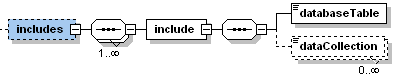 includes
1..∞
include
databaseTable
dataCollection
0..∞